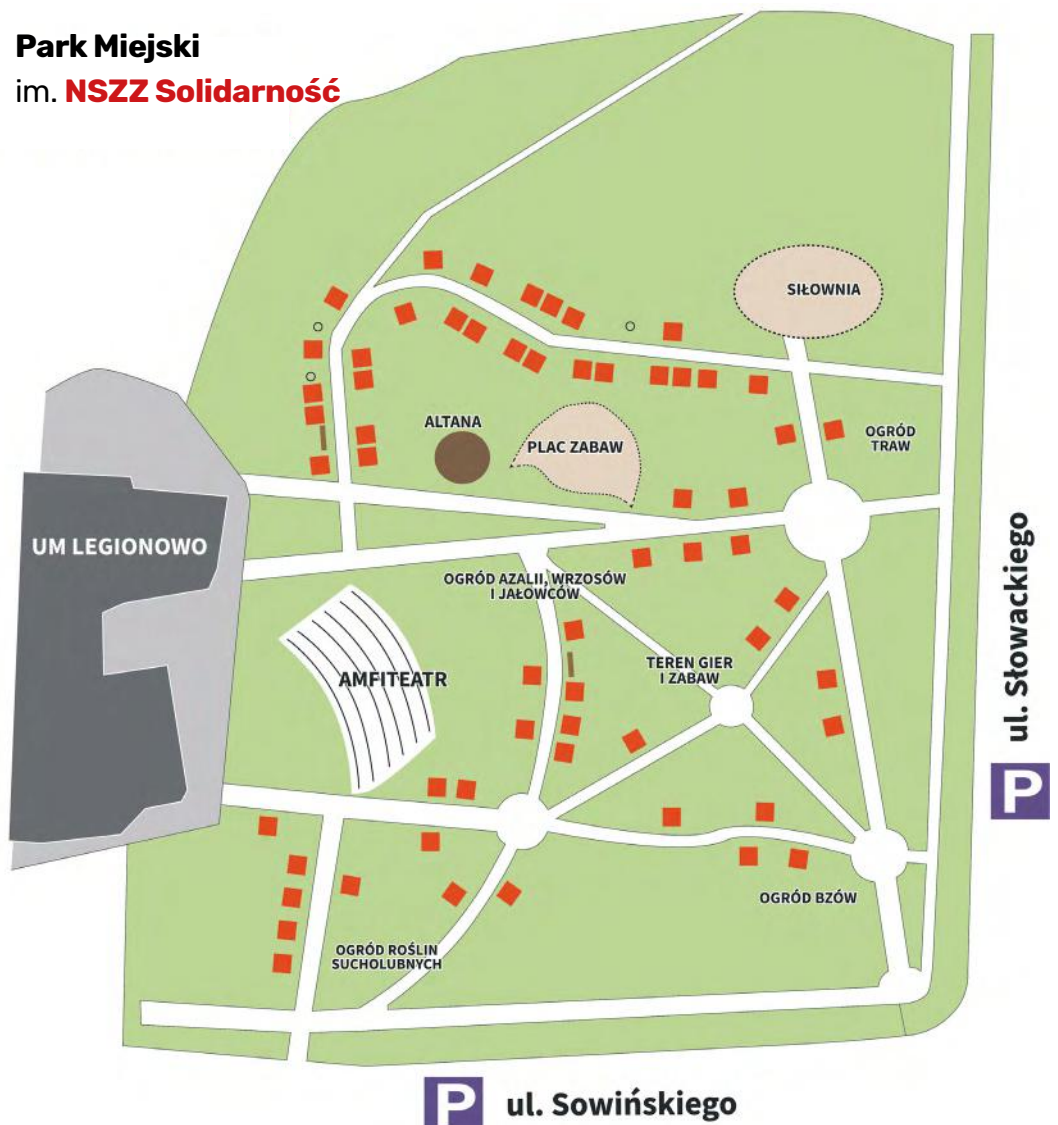 Park Miejski
im. NSZZ Solidarność
SIŁOWNIA
ALTANA
PLAC ZABAW
OGRÓD
TRAW
UM LEGIONOWO
OGRÓD AZALII, WRZOSÓW
I JAŁOWCÓW
AMFITEATR
TEREN GIER
I ZABAW
ul. Słowackiego
P
OGRÓD BZÓW
OGRÓD ROŚLIN
SUCHOLUBNYCH
P ul. Sowińskiego